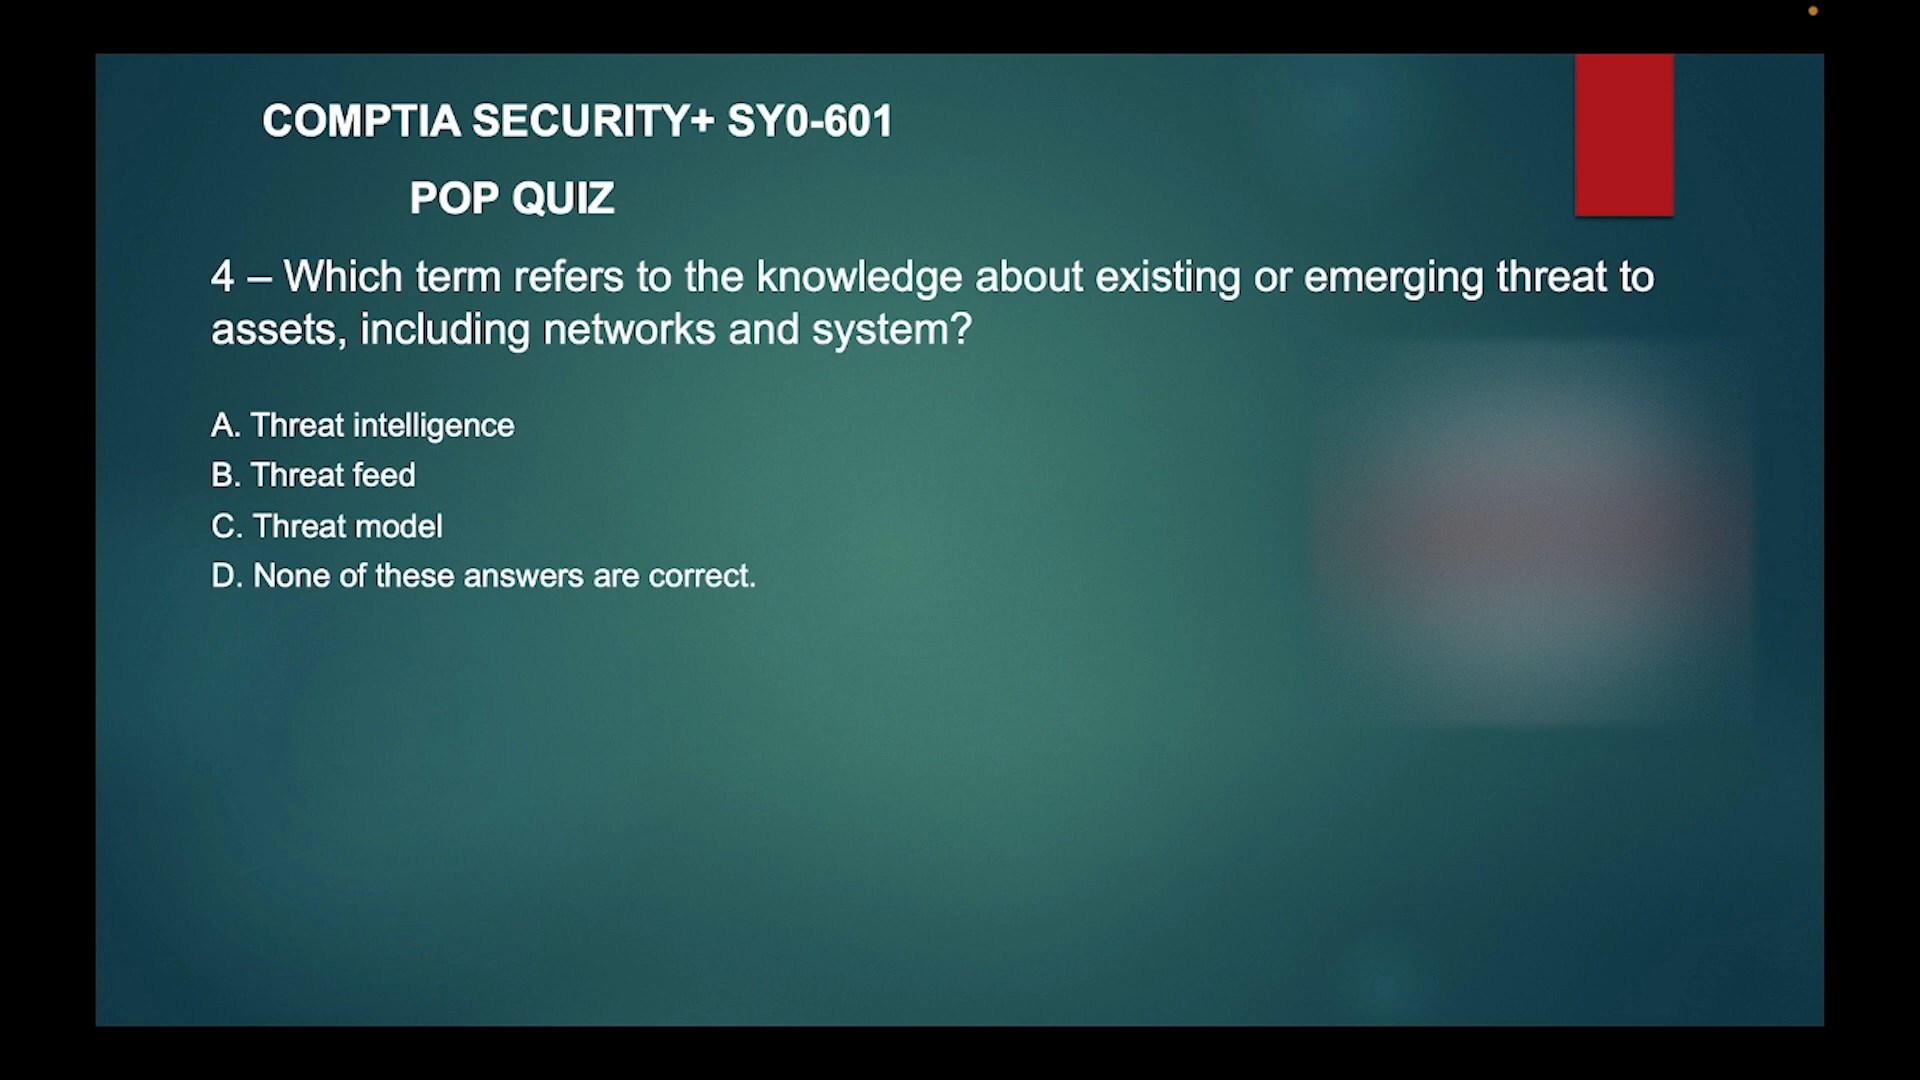 COMPTIA SECURITY+ SY0-601
POP QUIZ
4 – Which term refers to the knowledge about existing or emerging threat to
assets, including networks and system?
A. Threat intelligence
B. Threat feed
C. Threat model
D. None of these answers are correct.